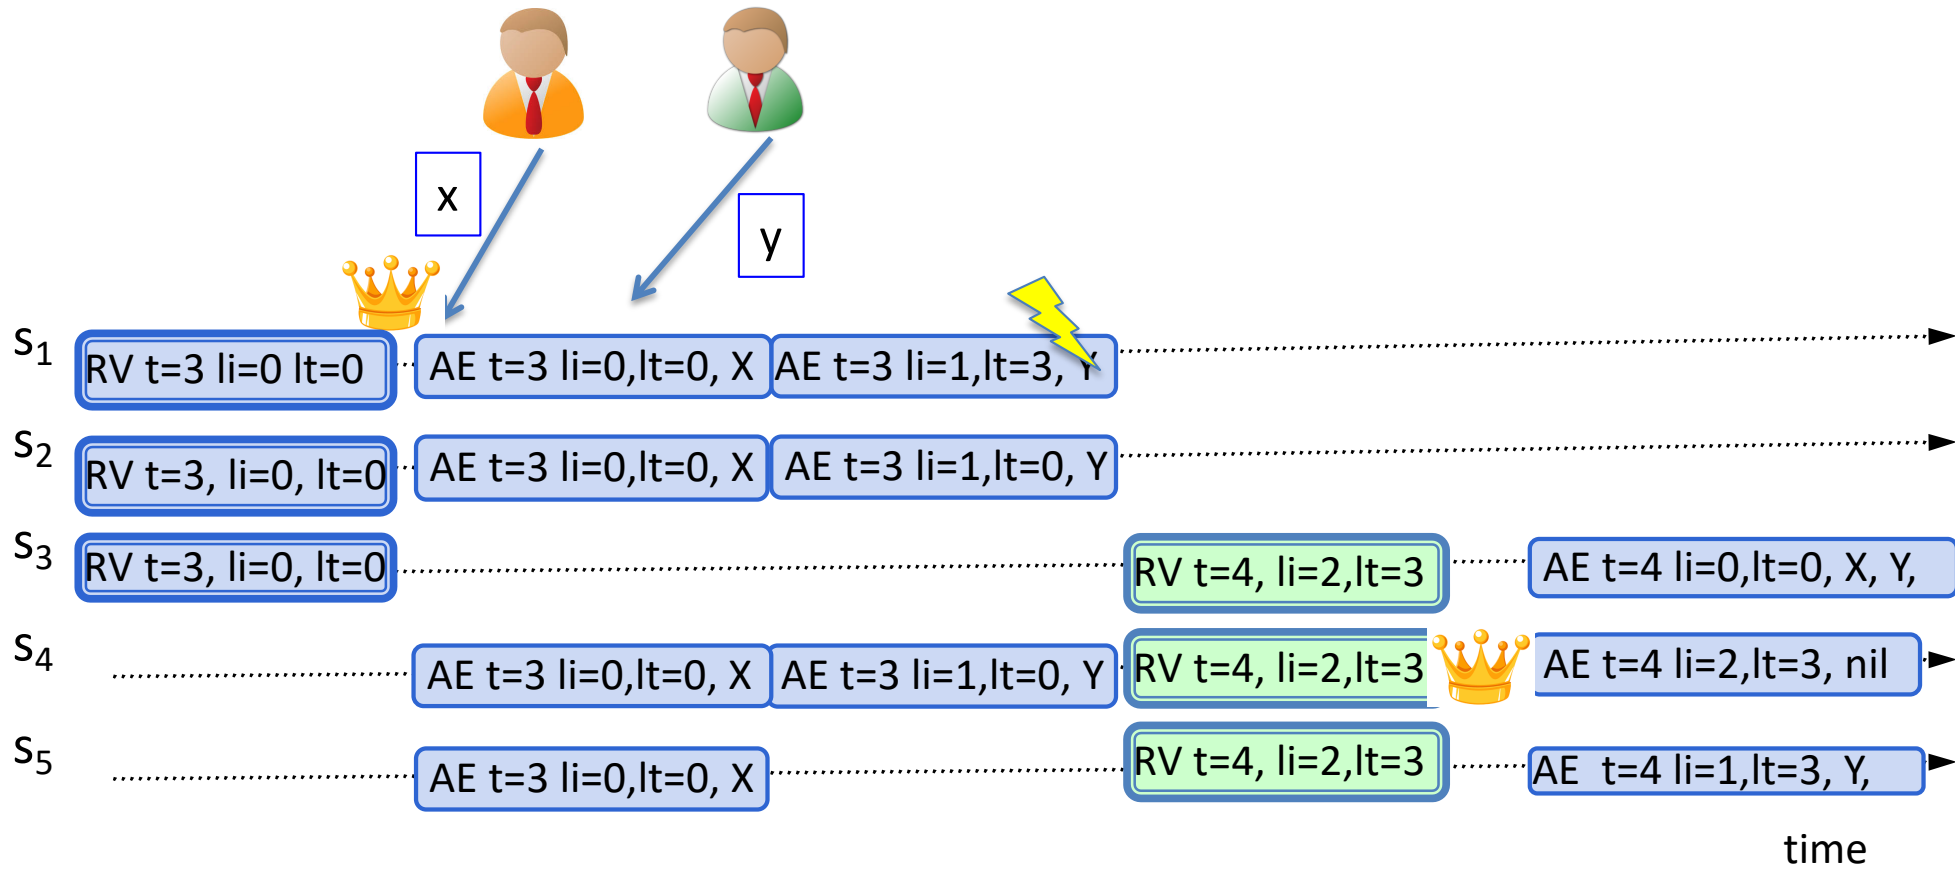 x
y
S1
RV t=3 li=0 lt=0
AE t=3 li=0,lt=0, X
AE t=3 li=1,lt=3, Y
S2
RV t=3, li=0, lt=0
AE t=3 li=0,lt=0, X
AE t=3 li=1,lt=0, Y
S3
RV t=3, li=0, lt=0
RV t=4, li=2,lt=3
AE t=4 li=0,lt=0, X, Y,
S4
AE t=3 li=0,lt=0, X
AE t=3 li=1,lt=0, Y
RV t=4, li=2,lt=3
AE t=4 li=2,lt=3, nil
S5
AE t=3 li=0,lt=0, X
RV t=4, li=2,lt=3
AE t=4 li=1,lt=3, Y,
time